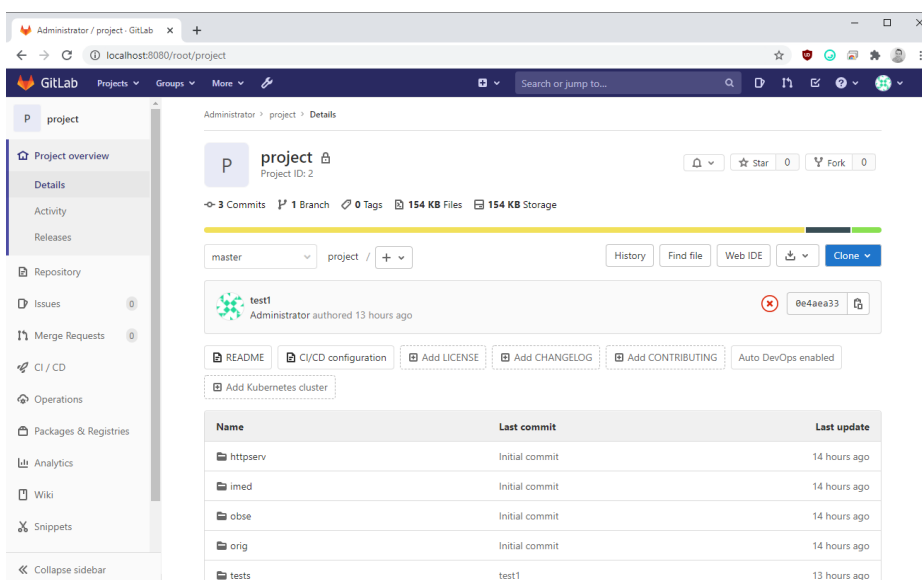 Administrator / project · GitLab
localhost:8080/root/project
GitLab Projects Groups More Search or jump to...
P project
Project overview
Details
Activity
Releases
Repository
Issues 0
Merge Requests 0
CI / CD
Operations
Packages & Registries
Analytics
Wiki
Snippets
Collapse sidebar
Administrator > project > Details
P
project
Project ID: 2
Star 0 Fork 0
3 Commits 1 Branch 0 Tags 154 KB Files 154 KB Storage
master project / + History Find file Web IDE Clone
test1
Administrator authored 13 hours ago
0e4aea33
README CI/CD configuration Add LICENSE Add CHANGELOG Add CONTRIBUTING Auto DevOps enabled
Add Kubernetes cluster
Name Last commit Last update
httpserv Initial commit 14 hours ago
imed Initial commit 14 hours ago
obse Initial commit 14 hours ago
orig Initial commit 14 hours ago
tests test1 13 hours ago